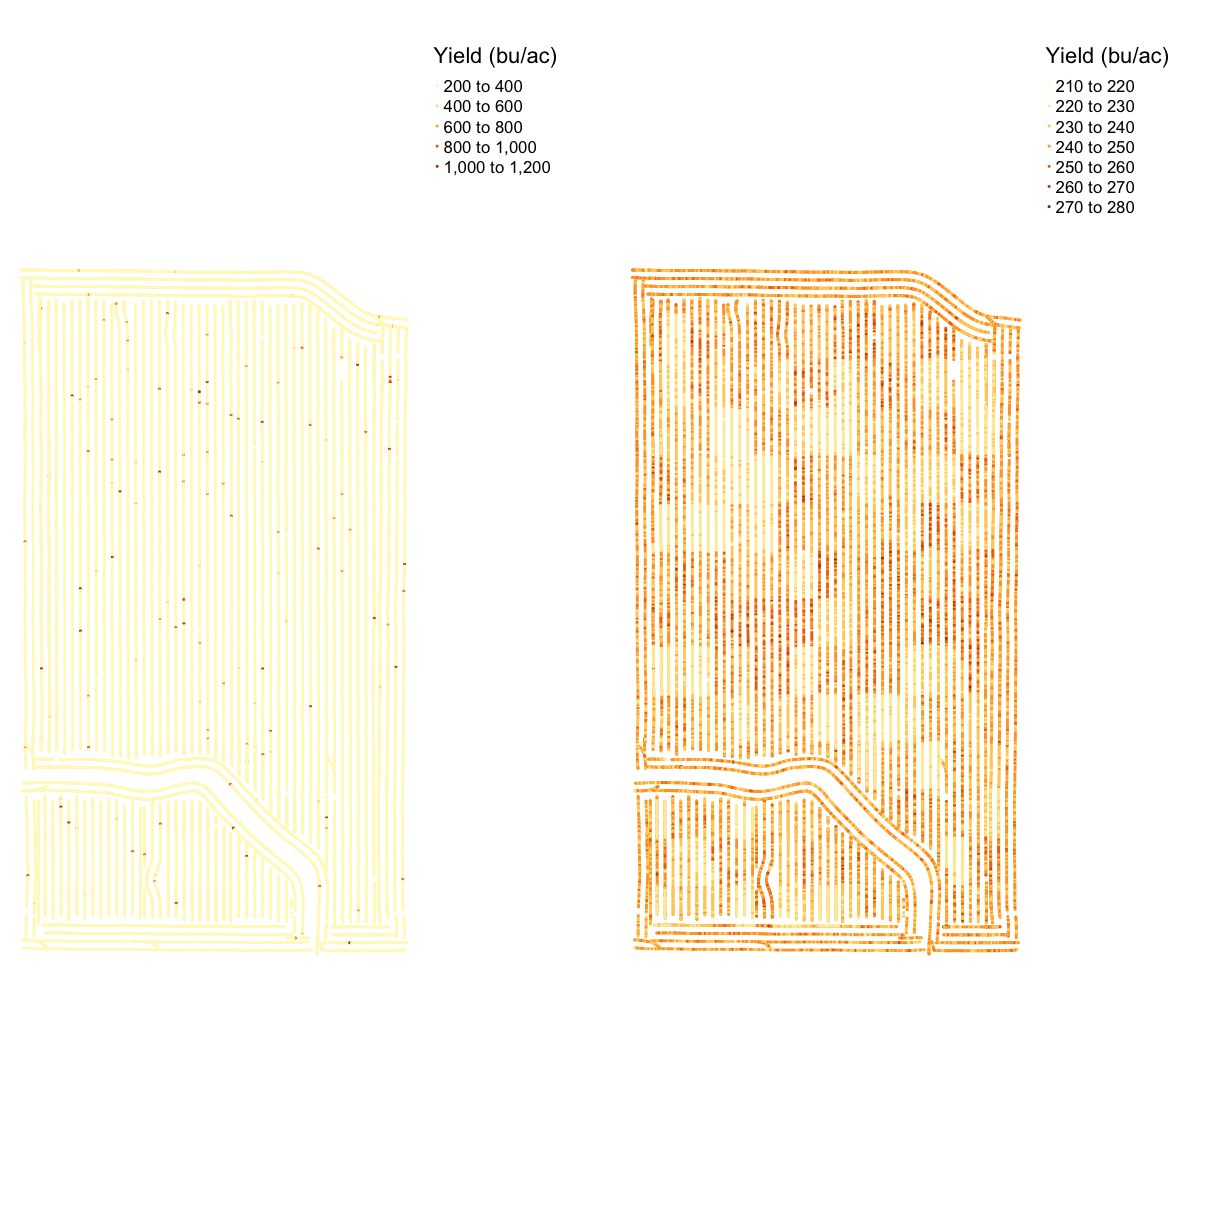 Yield (bu/ac)
200 to 400
400 to 600
600 to 800
800 to 1,000
1,000 to 1,200
Yield (bu/ac)
210 to 220
220 to 230
230 to 240
240 to 250
250 to 260
260 to 270
270 to 280